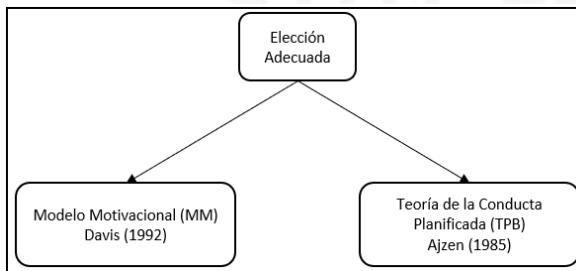 Elección
Adecuada
Modelo Motivacional (MM)
Davis (1992)
Teoría de la Conducta
Planificada (TPB)
Ajzen (1985)